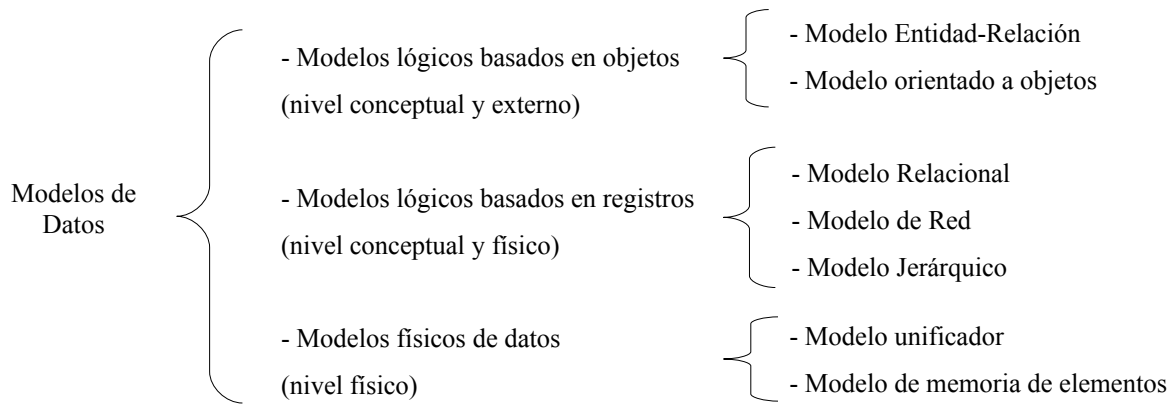 Modelos de
Datos
- Modelos lógicos basados en objetos
(nivel conceptual y externo)
- Modelo Entidad-Relación
- Modelo orientado a objetos
- Modelos lógicos basados en registros
(nivel conceptual y físico)
- Modelo Relacional
- Modelo de Red
- Modelo Jerárquico
- Modelos físicos de datos
(nivel físico)
- Modelo unificador
- Modelo de memoria de elementos